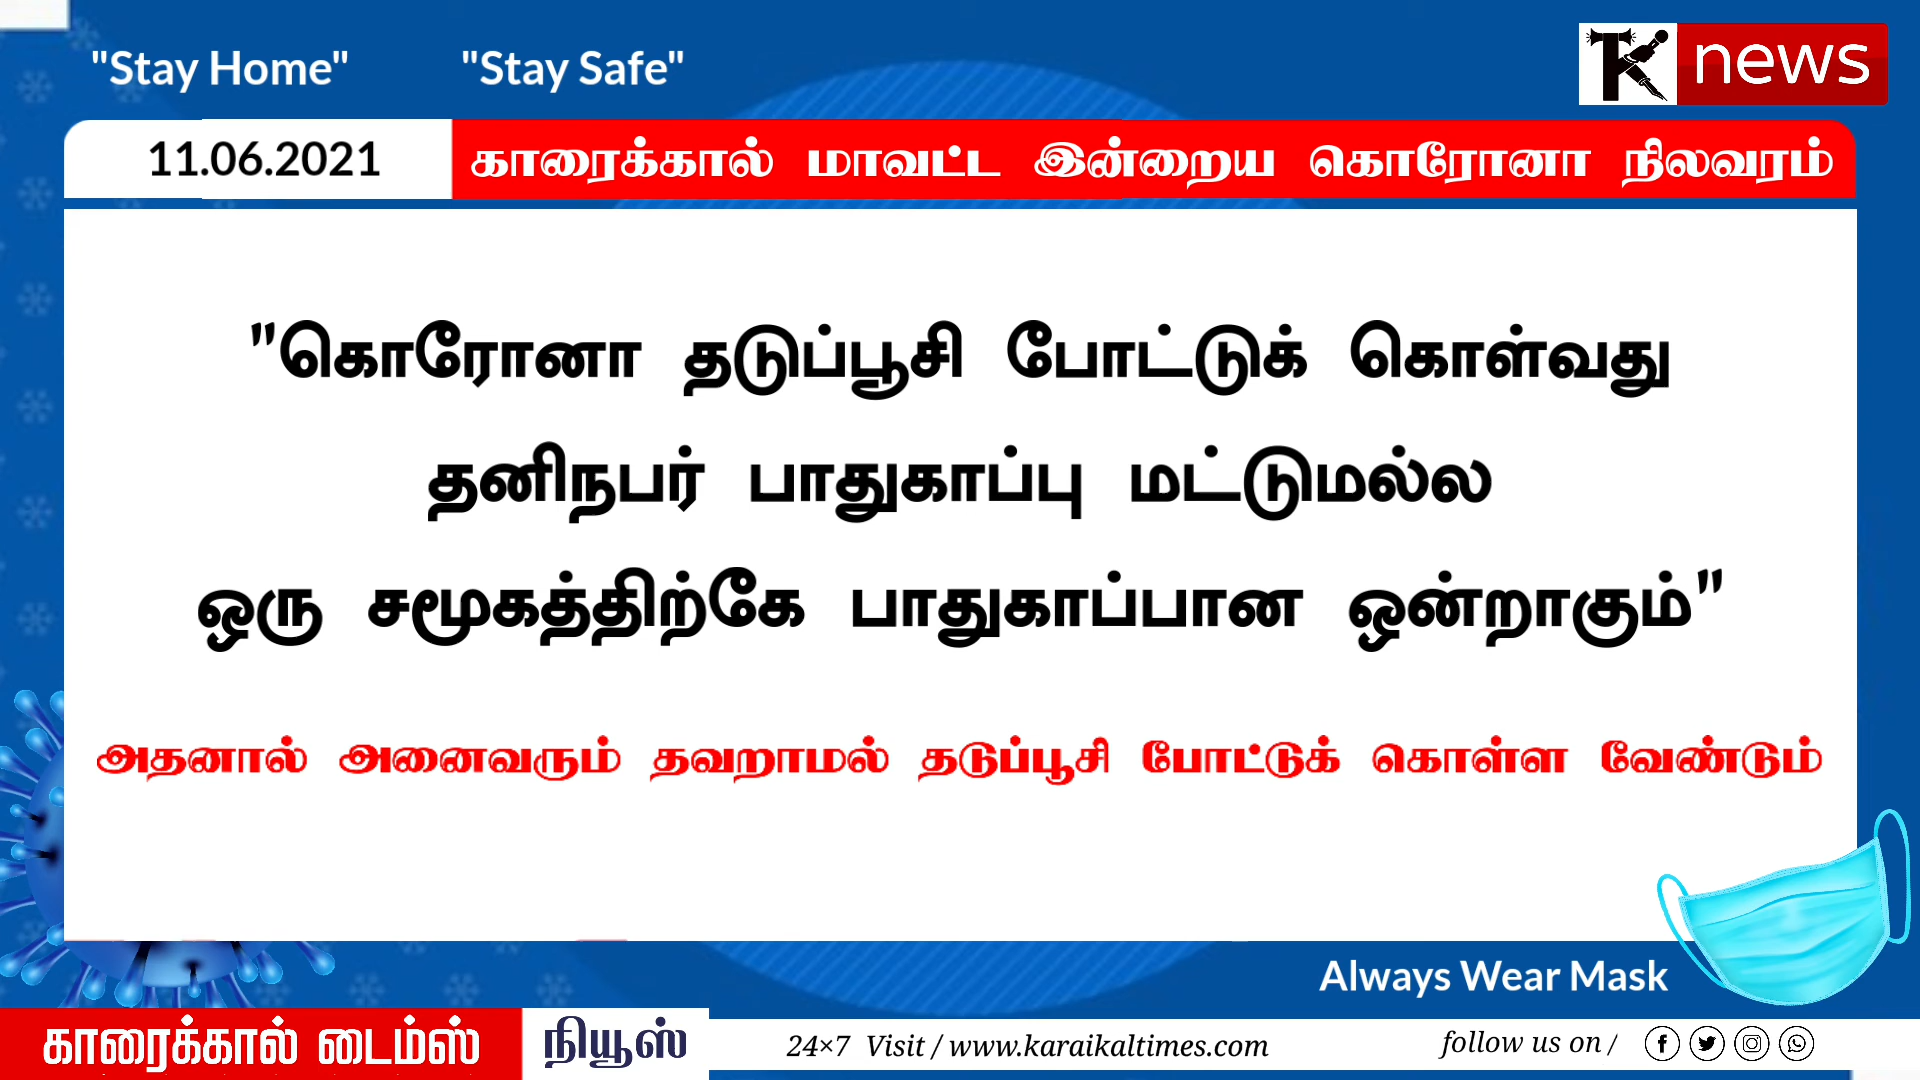 "Stay Home" "Stay Safe"
TK news
11.06.2021 காரைக்கால் மாவட்ட இன்றைய கொரோனா நிலவரம்
"கொரோனா தடுப்பூசி போட்டுக் கொள்வது
தனிநபர் பாதுகாப்பு மட்டுமல்ல
ஒரு சமூகத்திற்கே பாதுகாப்பான ஒன்றாகும்"
அதனால் அனைவரும் தவறாமல் தடுப்பூசி போட்டுக் கொள்ள வேண்டும்
Always Wear Mask
காரைக்கால் டைம்ஸ் நியூஸ்
24×7 Visit / www.karaikaltimes.com
follow us on /